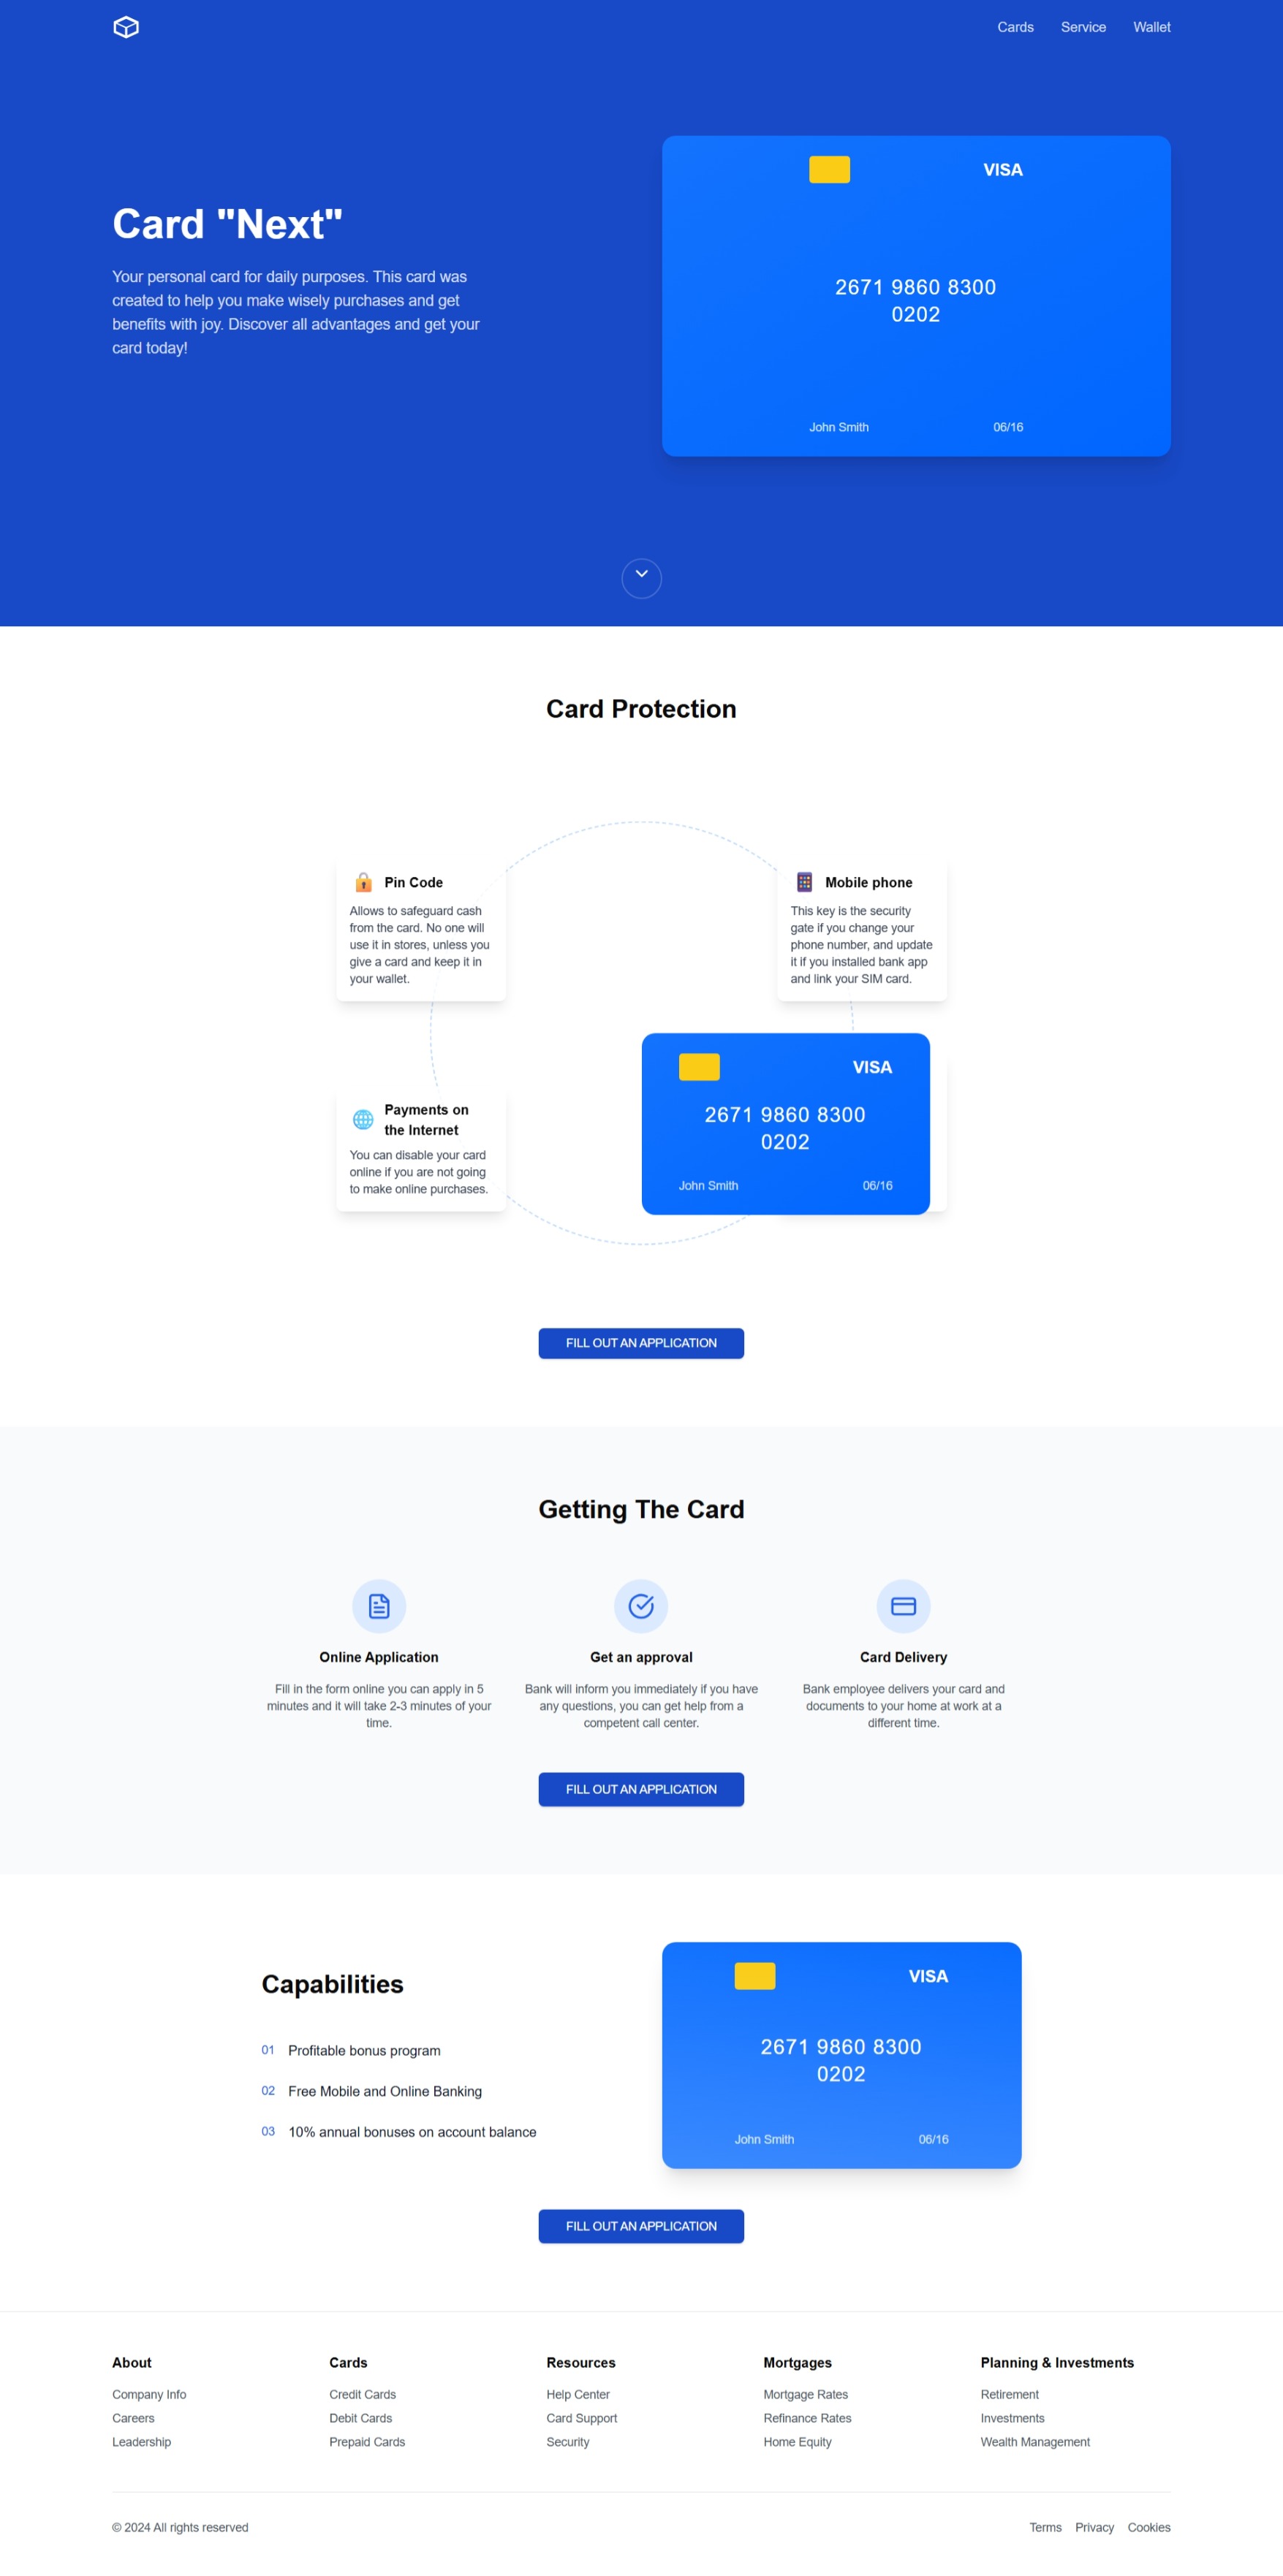 Cards Service Wallet
VISA
Card "Next"
Your personal card for daily purposes. This card was
created to help you make wisely purchases and get
benefits with joy. Discover all advantages and get your
card today!
2671 9860 8300
0202
John Smith 06/16
Card Protection
Pin Code
Allows to safeguard cash
from the card. No one will
use it in stores, unless you
give a card and keep it in
your wallet.
Mobile phone
This key is the security
gate if you change your
phone number, and update
it if you installed bank app
and link your SIM card.
Payments on
the Internet
You can disable your card
online if you are not going
to make online purchases.
VISA
2671 9860 8300
0202
John Smith 06/16
FILL OUT AN APPLICATION
Getting The Card
Online Application
Fill in the form online you can apply in 5
minutes and it will take 2-3 minutes of your
time.
Get an approval
Bank will inform you immediately if you have
any questions, you can get help from a
competent call center.
Card Delivery
Bank employee delivers your card and
documents to your home at work at a
different time.
FILL OUT AN APPLICATION
Capabilities
01 Profitable bonus program
02 Free Mobile and Online Banking
03 10% annual bonuses on account balance
VISA
2671 9860 8300
0202
John Smith 06/16
FILL OUT AN APPLICATION
About
Company Info
Careers
Leadership
Cards
Credit Cards
Debit Cards
Prepaid Cards
Resources
Help Center
Card Support
Security
Mortgages
Mortgage Rates
Refinance Rates
Home Equity
Planning & Investments
Retirement
Investments
Wealth Management
© 2024 All rights reserved
Terms Privacy Cookies